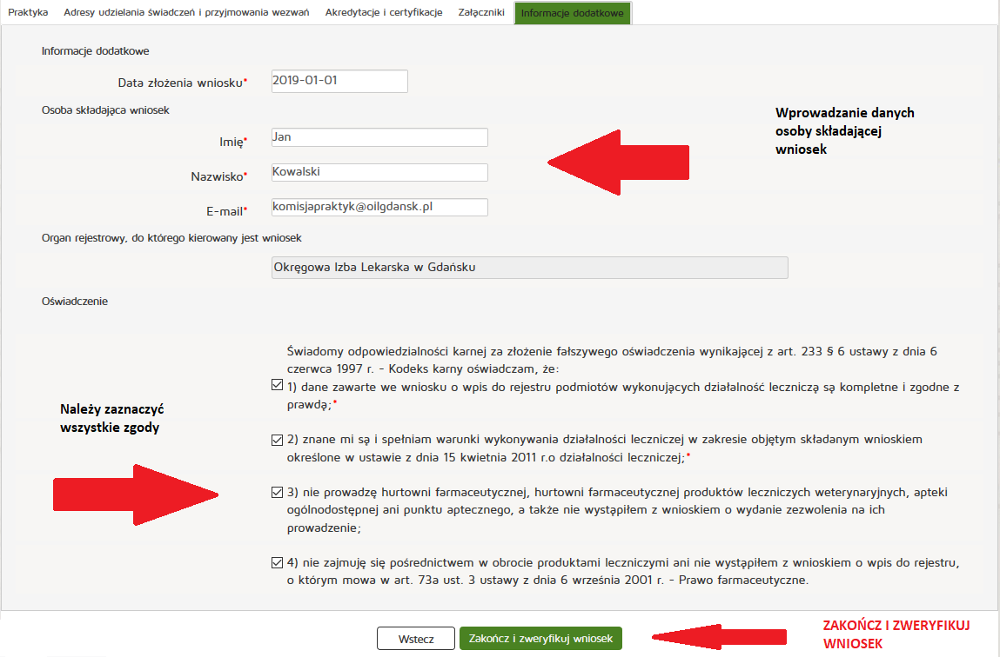 Praktyka Adresy udzielania świadczeń i przyjmowania wezwań Akredytacje i certyfikacje Załączniki Informacje dodatkowe
Informacje dodatkowe
Data złożenia wniosku* 2019-01-01
Osoba składająca wniosek
Imię* Jan
Nazwisko* Kowalski
E-mail* komisjapraktyk@oilgdansk.pl
Wprowadzanie danych
osoby składającej
wniosek
Organ rejestrowy, do którego kierowany jest wniosek
Okręgowa Izba Lekarska w Gdańsku
Oświadczenie
Świadomy odpowiedzialności karnej za złożenie fałszywego oświadczenia wynikającej z art. 233 § 6 ustawy z dnia 6
czerwca 1997 r. - Kodeks karny oświadczam, że:
1) dane zawarte we wniosku o wpis do rejestru podmiotów wykonujących działalność leczniczą są kompletne i zgodne z
prawdą;*
2) znane mi są i spełniam warunki wykonywania działalności leczniczej w zakresie objętym składanym wnioskiem
określone w ustawie z dnia 15 kwietnia 2011 r.o działalności leczniczej;*
3) nie prowadzę hurtowni farmaceutycznej, hurtowni farmaceutycznej produktów leczniczych weterynaryjnych, apteki
ogólnodostępnej ani punktu aptecznego, a także nie wystąpiłem z wnioskiem o wydanie zezwolenia na ich
prowadzenie;
4) nie zajmuję się pośrednictwem w obrocie produktami leczniczymi ani nie wystąpiłem z wnioskiem o wpis do rejestru,
o którym mowa w art. 73a ust. 3 ustawy z dnia 6 września 2001 r. - Prawo farmaceutyczne.
Należy zaznaczyć
wszystkie zgody
Wstecz Zakończ i zweryfikuj wniosek
ZAKOŃCZ I ZWERYFIKUJ
WNIOSEK